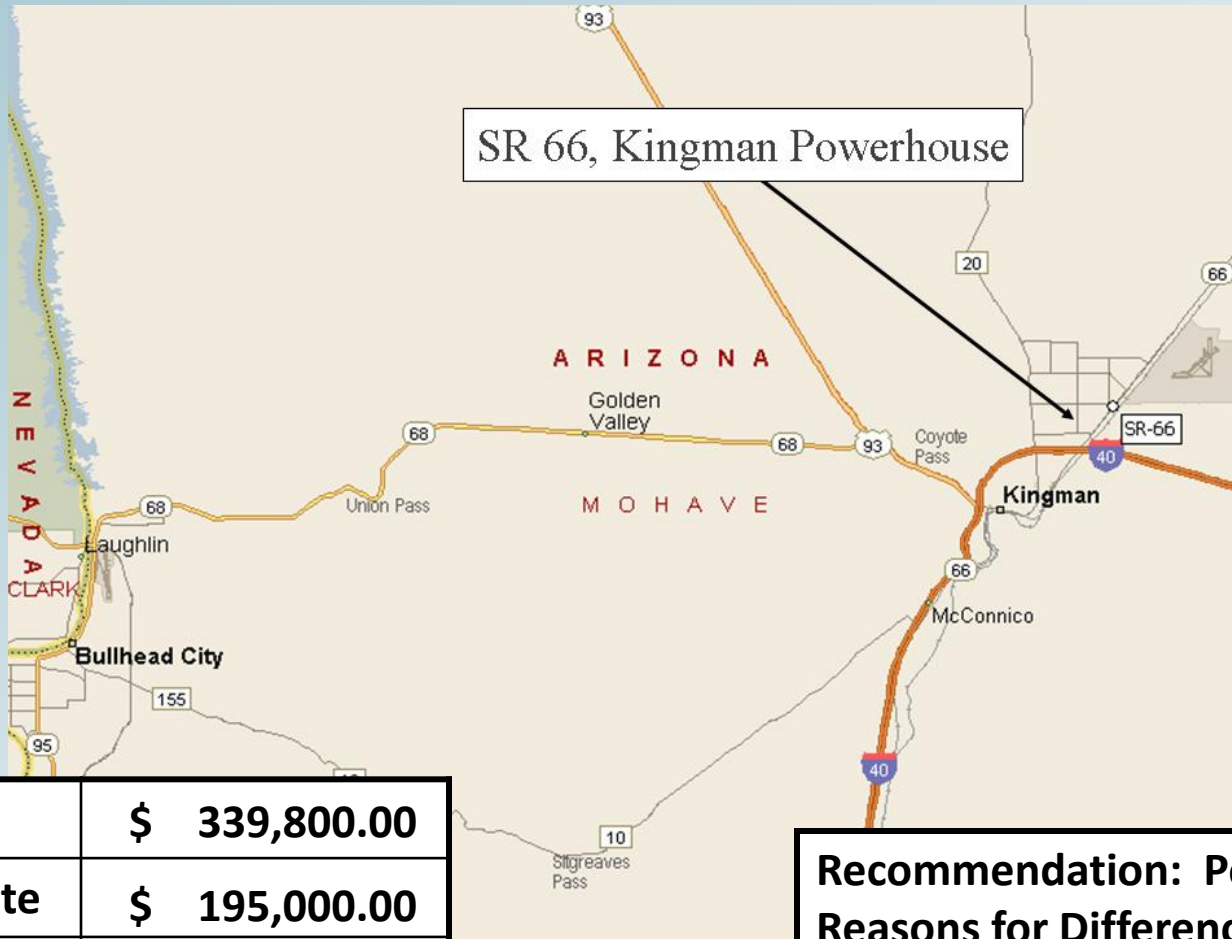 93
SR 66, Kingman Powerhouse
20
66
ARIZONA
Golden
Valley
68
68
93
Coyote
Pass
SR-66
40
NEVADA
Union Pass
MOHAVE
Kingman
68
Laughlin
CLARK
66
McConnico
Bullhead City
155
95
40
10
Sitgreaves
Pass
$ 339,800.00
$ 195,000.00
Recommendation:
Reasons for